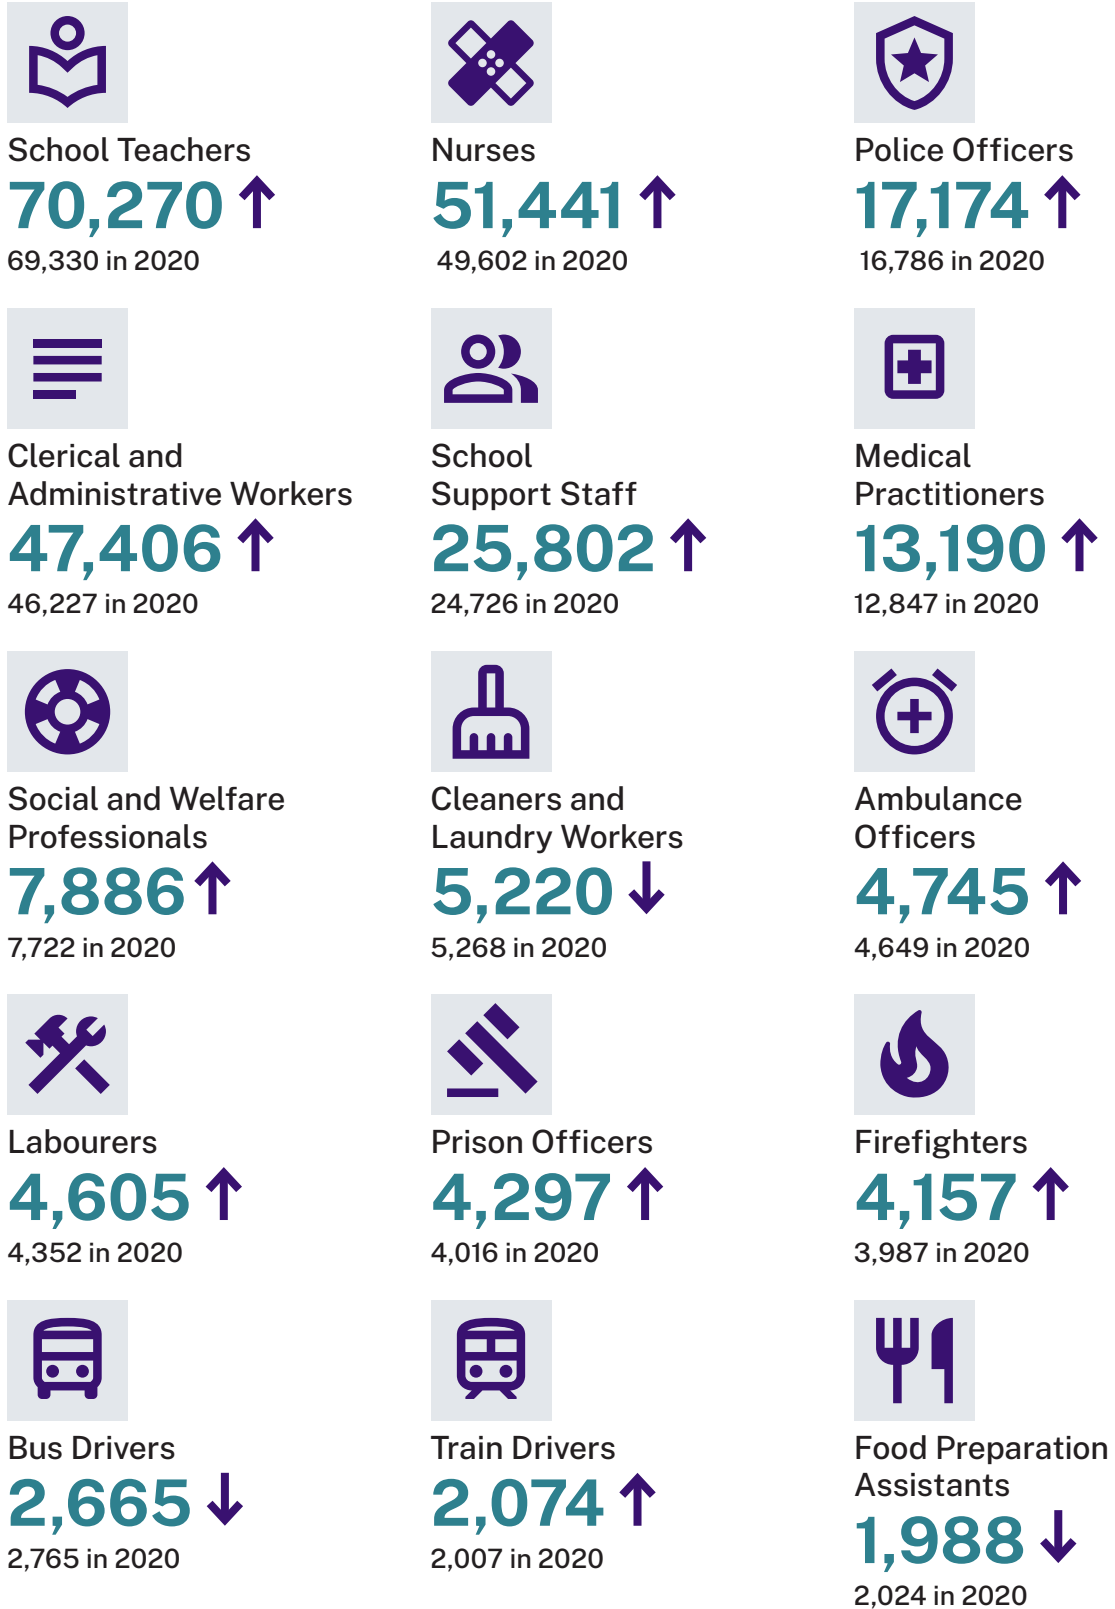 School Teachers
70,270
69,330 in 2020
Nurses
51,441
49,602 in 2020
Police Officers
17,174
16,786 in 2020
Clerical and
Administrative Workers
47,406
46,227 in 2020
School
Support Staff
25,802
24,726 in 2020
Medical
Practitioners
13,190
12,847 in 2020
Social and Welfare
Professionals
7,886
7,722 in 2020
Cleaners and
Laundry Workers
5,220
5,268 in 2020
Ambulance
Officers
4,745
4,649 in 2020
Labourers
4,605
4,352 in 2020
Prison Officers
4,297
4,016 in 2020
Firefighters
4,157
3,987 in 2020
Bus Drivers
2,665
2,765 in 2020
Train Drivers
2,074
2,007 in 2020
Food Preparation
Assistants
1,988
2,024 in 2020